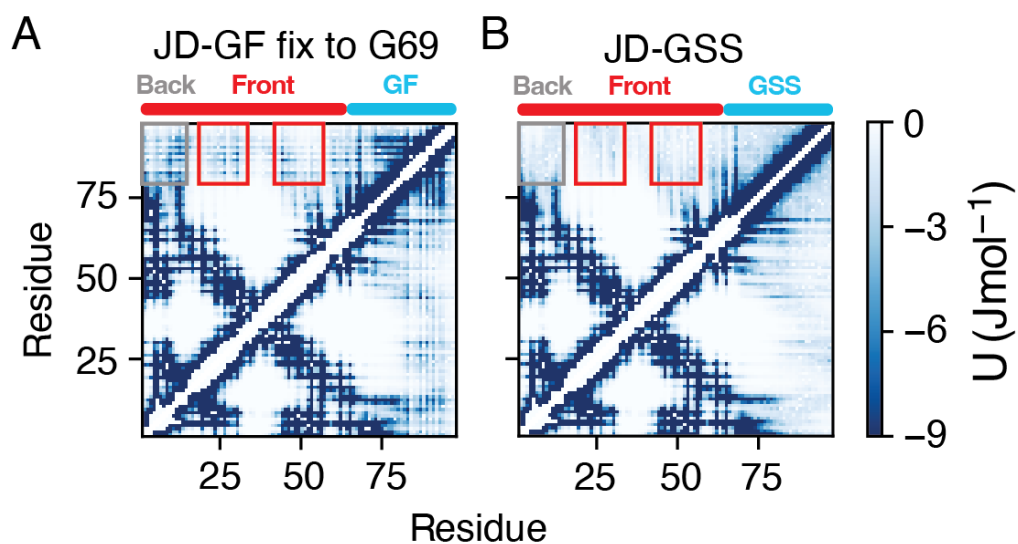 A
JD-GF fix to G69
B
JD-GSS
Back Front GF
Back Front GSS
Residue
75
50
25
25 50 75
25 50 75
Residue
0
−3
−6
−9
U (Jmol⁻¹)